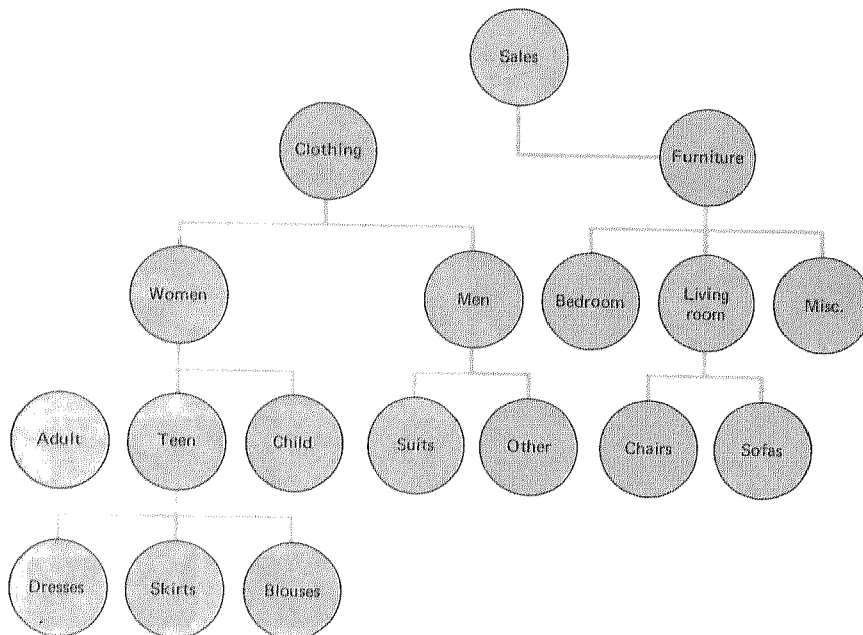 Sales
Clothing
Furniture
Women
Men
Bedroom
Living
room
Misc.
Adult
Teen
Child
Suits
Other
Chairs
Sofas
Dresses
Skirts
Blouses